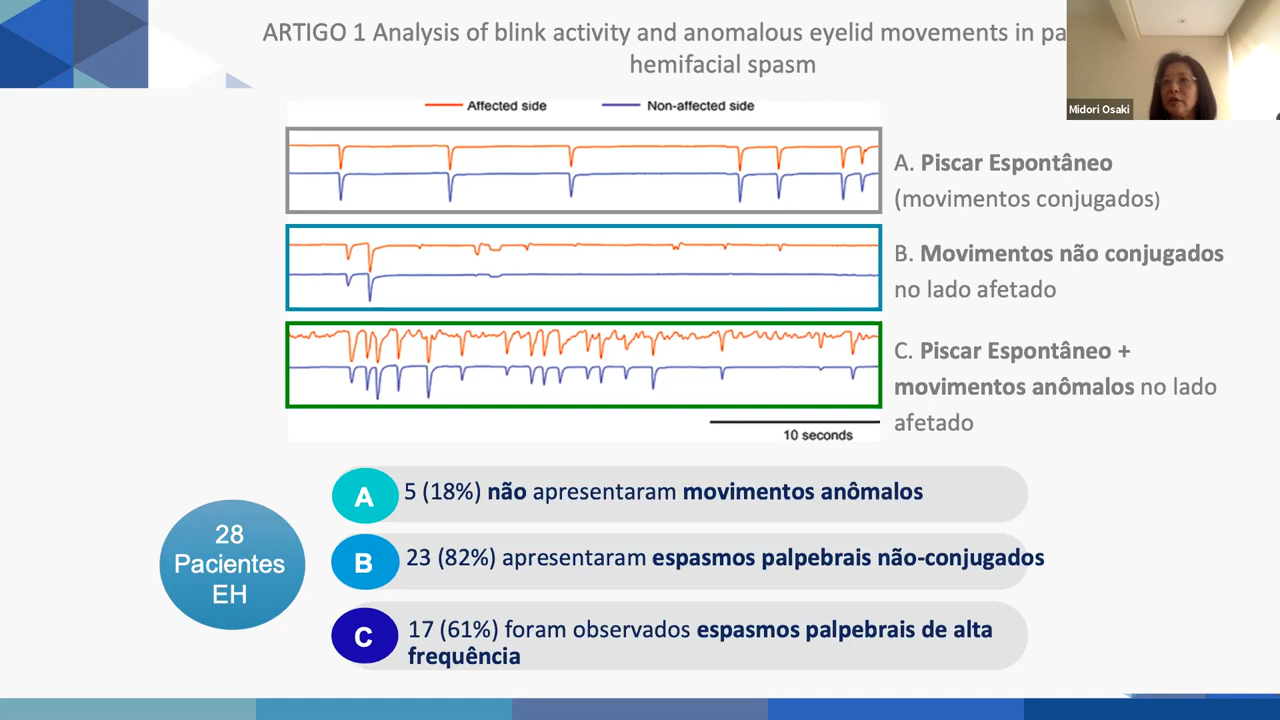 ARTIGO 1 Analysis of blink activity and anomalous eyelid movements in pa
hemifacial spasm
Midori Osaki
Affected side
Non-affected side
A. Piscar Espontâneo
(movimentos conjugados)
B. Movimentos não conjugados
no lado afetado
C. Piscar Espontâneo +
movimentos anômalos no lado
afetado
10 seconds
28
Pacientes
EH
A
5 (18%) não apresentaram movimentos anômalos
B
23 (82%) apresentaram espasmos palpebrais não-conjugados
C
17 (61%) foram observados espasmos palpebrais de alta
frequência